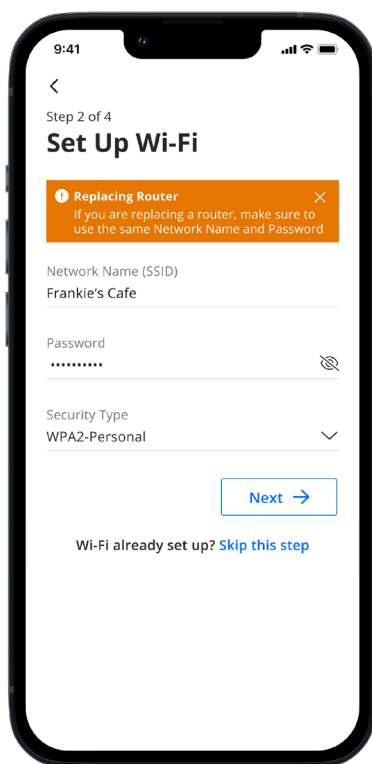 9:41
Step 2 of 4
Set Up Wi-Fi
Replacing Router
If you are replacing a router, make sure to
use the same Network Name and Password
Network Name (SSID)
Frankie's Cafe
Password
••••••••••
Security Type
WPA2-Personal
Next →
Wi-Fi already set up? Skip this step